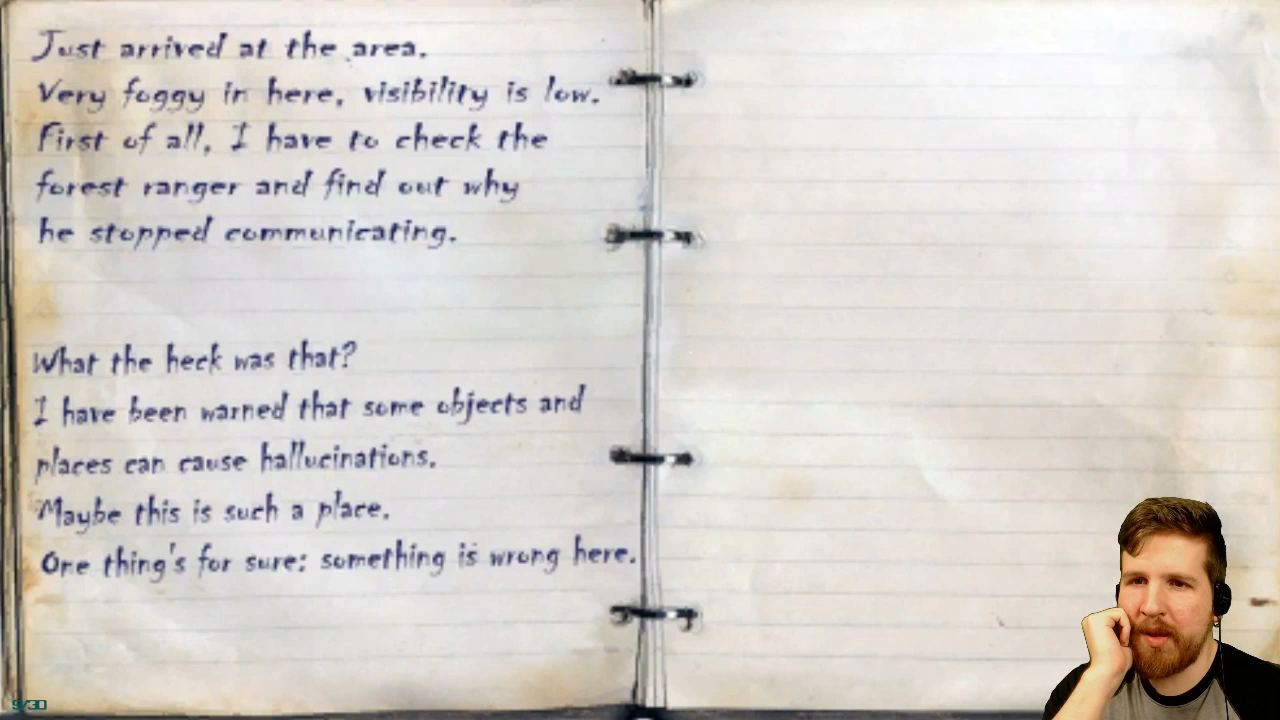 Just arrived at the area.
Very foggy in here, visibility is low.
First of all, I have to check the
forest ranger and find out why
he stopped communicating.
What the heck was that?
I have been warned that some objects and
places can cause hallucinations.
Maybe this is such a place.
One thing's for sure: something is wrong here.